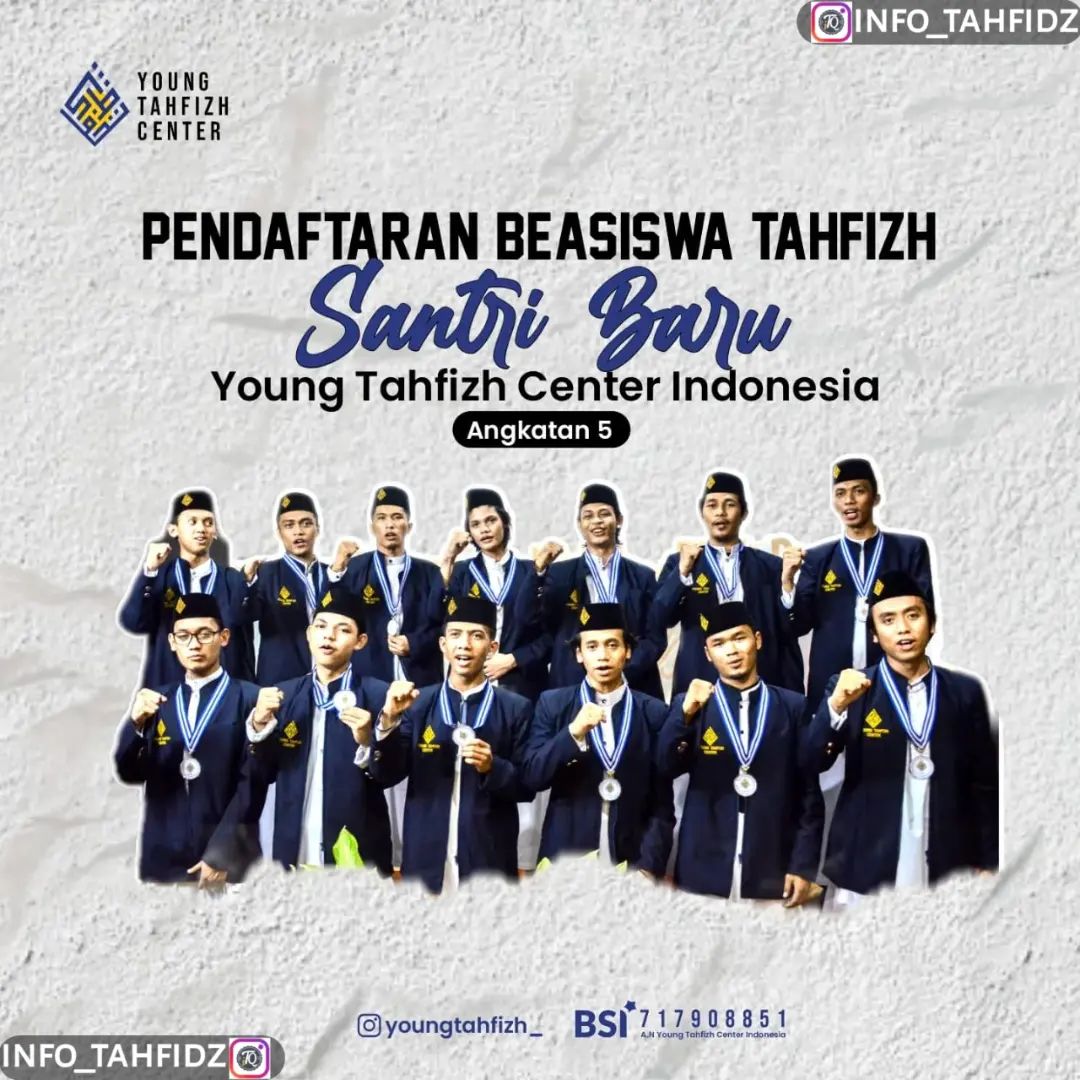 INFO_TAHFIDZ
YOUNG
TAHFIZH
CENTER
PENDAFTARAN BEASISWA TAHFIZH
Santri Baru
Young Tahfizh Center Indonesia
Angkatan 5
youngtahfizh_
BSI 717908851
A.N Young Tahfizh Center Indonesia
INFO_TAHFIDZ